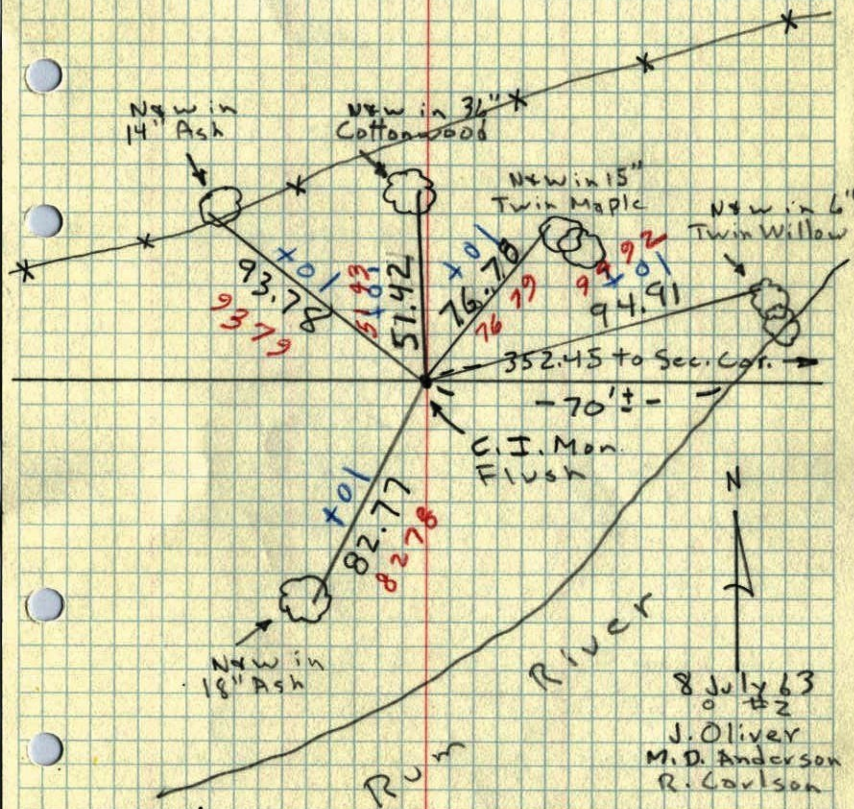 N&W in
14" Ash
N&W in 36"
Cottonwood
N&W in 15"
Twin Maple
N&W in 6"
Twin Willow
+01
93.78
93 79
+01
51.42
+01
76.78
76 79
+01
94.91
94 92
352.45 to Sec. Cor.
-70'±-
C.I. Mon.
Flush
+01
82.77
82 78
N&W in
18" Ash
N
Rum River
8 July 63
#2
J. Oliver
M.D. Anderson
R. Carlson